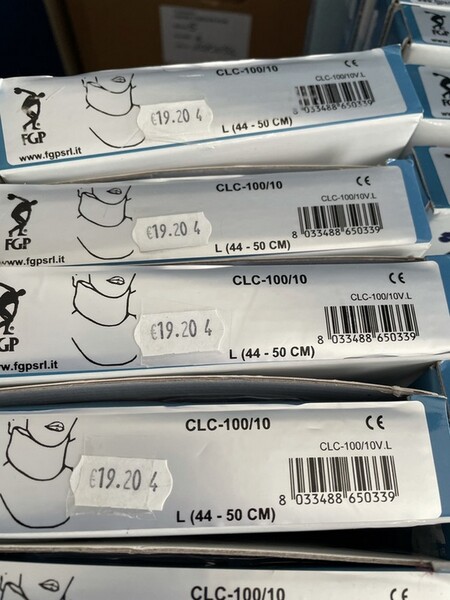 CLC-100/10
CLC-100/10V.L
CE
€19.20 4
8 033488 650339
L (44 - 50 CM)
FGP
www.fgpsrl.it
CLC-100/10
CE
CLC-100/10V.L
€19.20 4
8 033488 650339
L (44 - 50 CM)
FGP
www.fgpsrl.it
CLC-100/10
CE
CLC-100/10V.L
€19.20 4
8 033488 650339
L (44 - 50 CM)
GP
w.fgpsrl.it
CLC-100/10
CE
CLC-100/10V.L
€19.20 4
8 033488 650339
L (44 - 50 CM)
CLC-100/10
CE
FGP